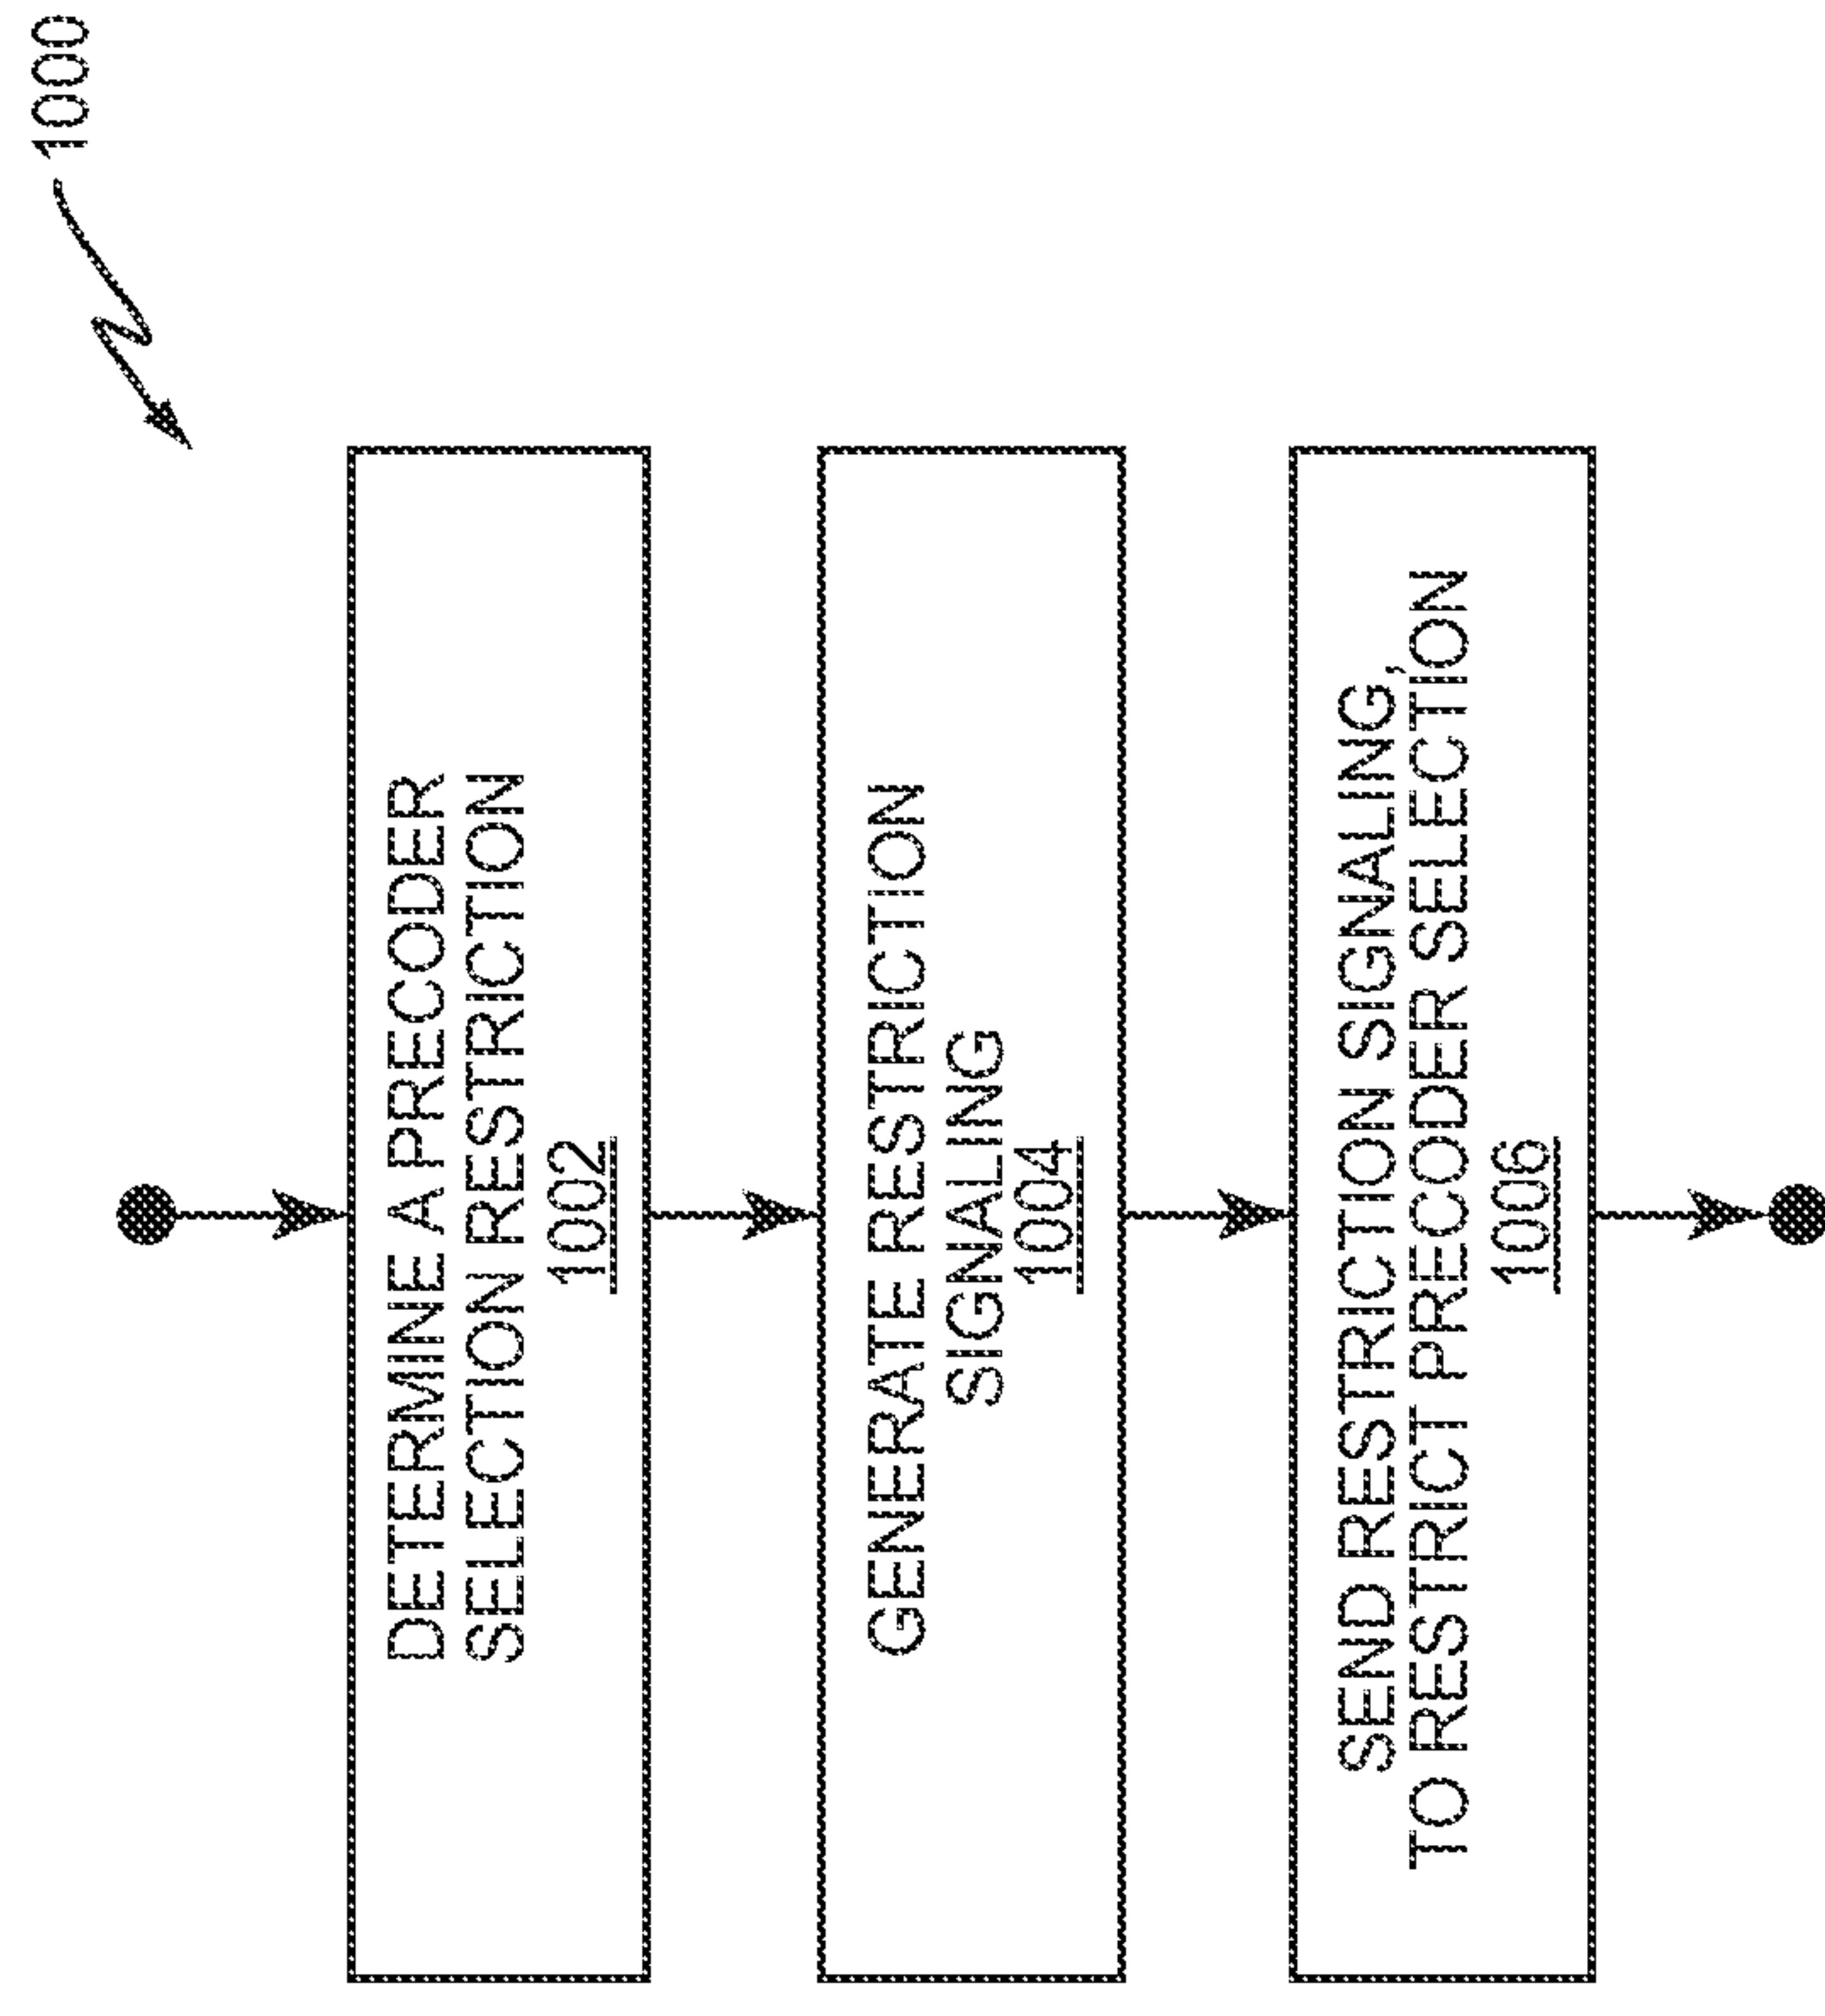 1000
DETERMINE A PRECODER
SELECTION RESTRICTION
1002
GENERATE RESTRICTION
SIGNALING
1004
SEND RESTRICTION SIGNALING,
TO RESTRICT PRECODER SELECTION
1006